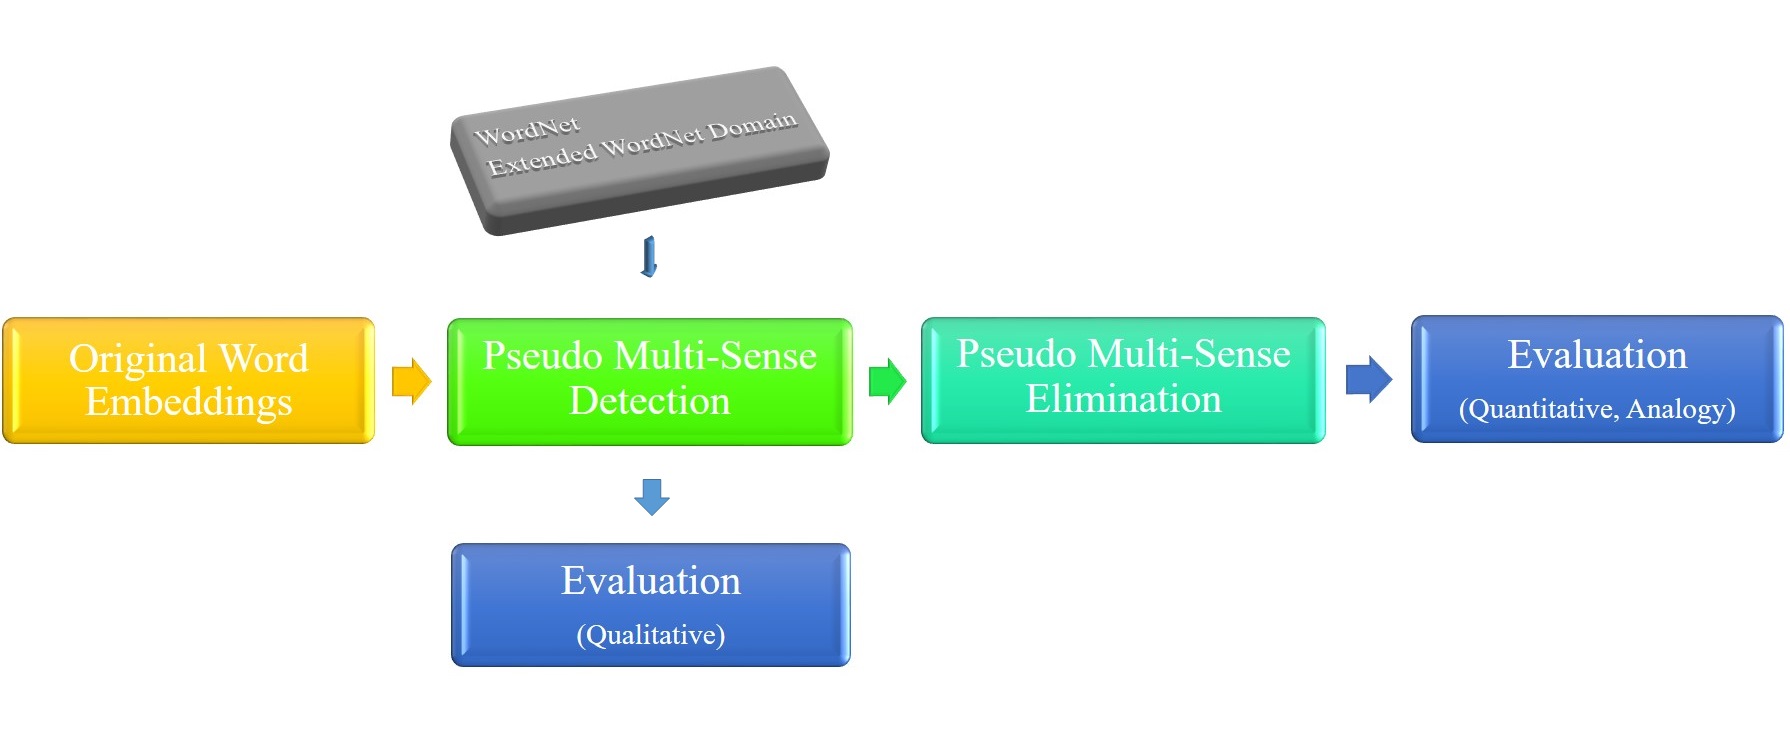 WordNet
Extended WordNet Domain
Original Word
Embeddings
Pseudo Multi-Sense
Detection
Pseudo Multi-Sense
Elimination
Evaluation
(Quantitative, Analogy)
Evaluation
(Qualitative)